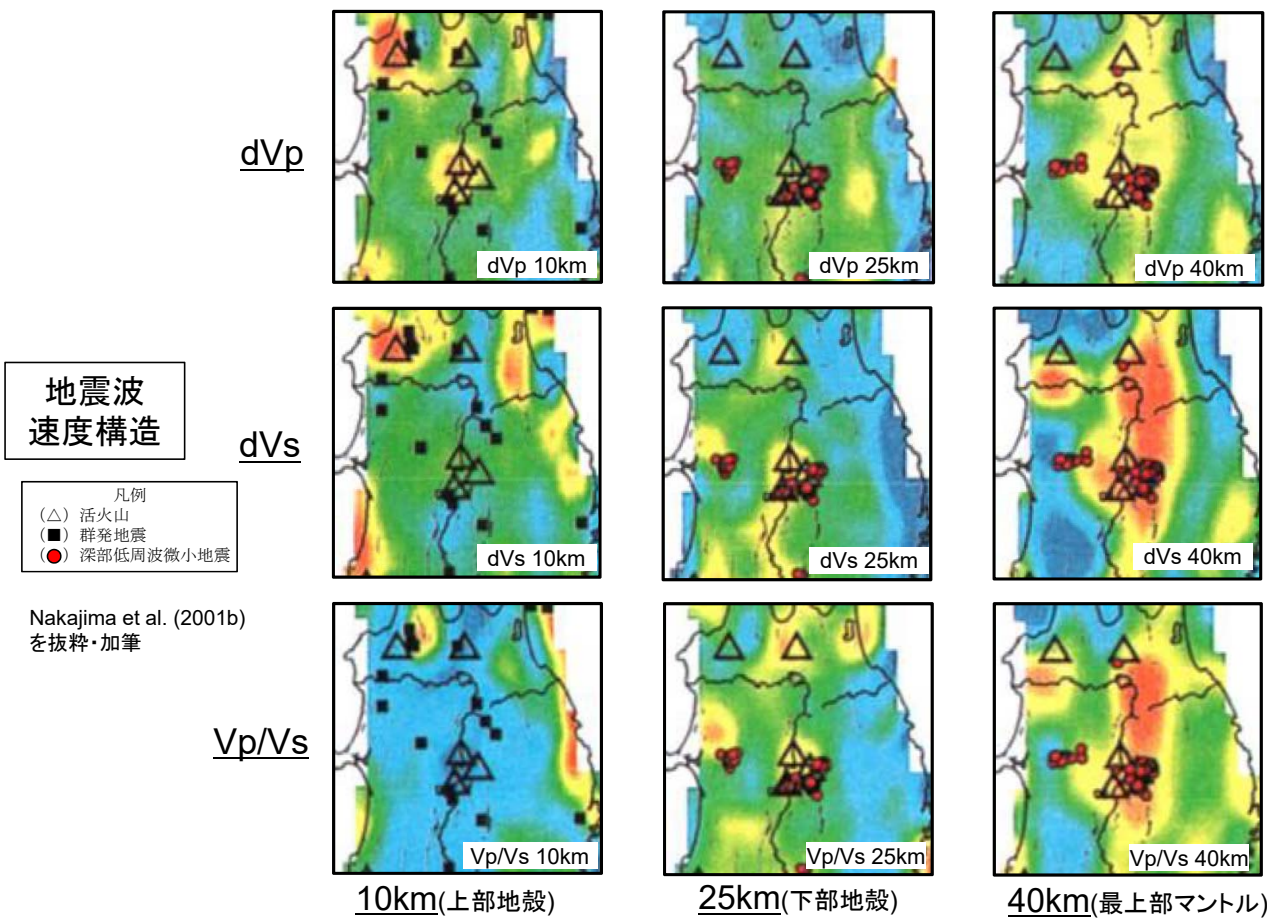 dVp
dVp 10km
dVp 25km
dVp 40km
地震波
速度構造
dVs
dVs 10km
dVs 25km
dVs 40km
凡例
(△) 活火山
(■) 群発地震
(●) 深部低周波微小地震
Nakajima et al. (2001b)
を抜粋・加筆
Vp/Vs
Vp/Vs 10km
Vp/Vs 25km
Vp/Vs 40km
10km(上部地殻)
25km(下部地殻)
40km(最上部マントル)